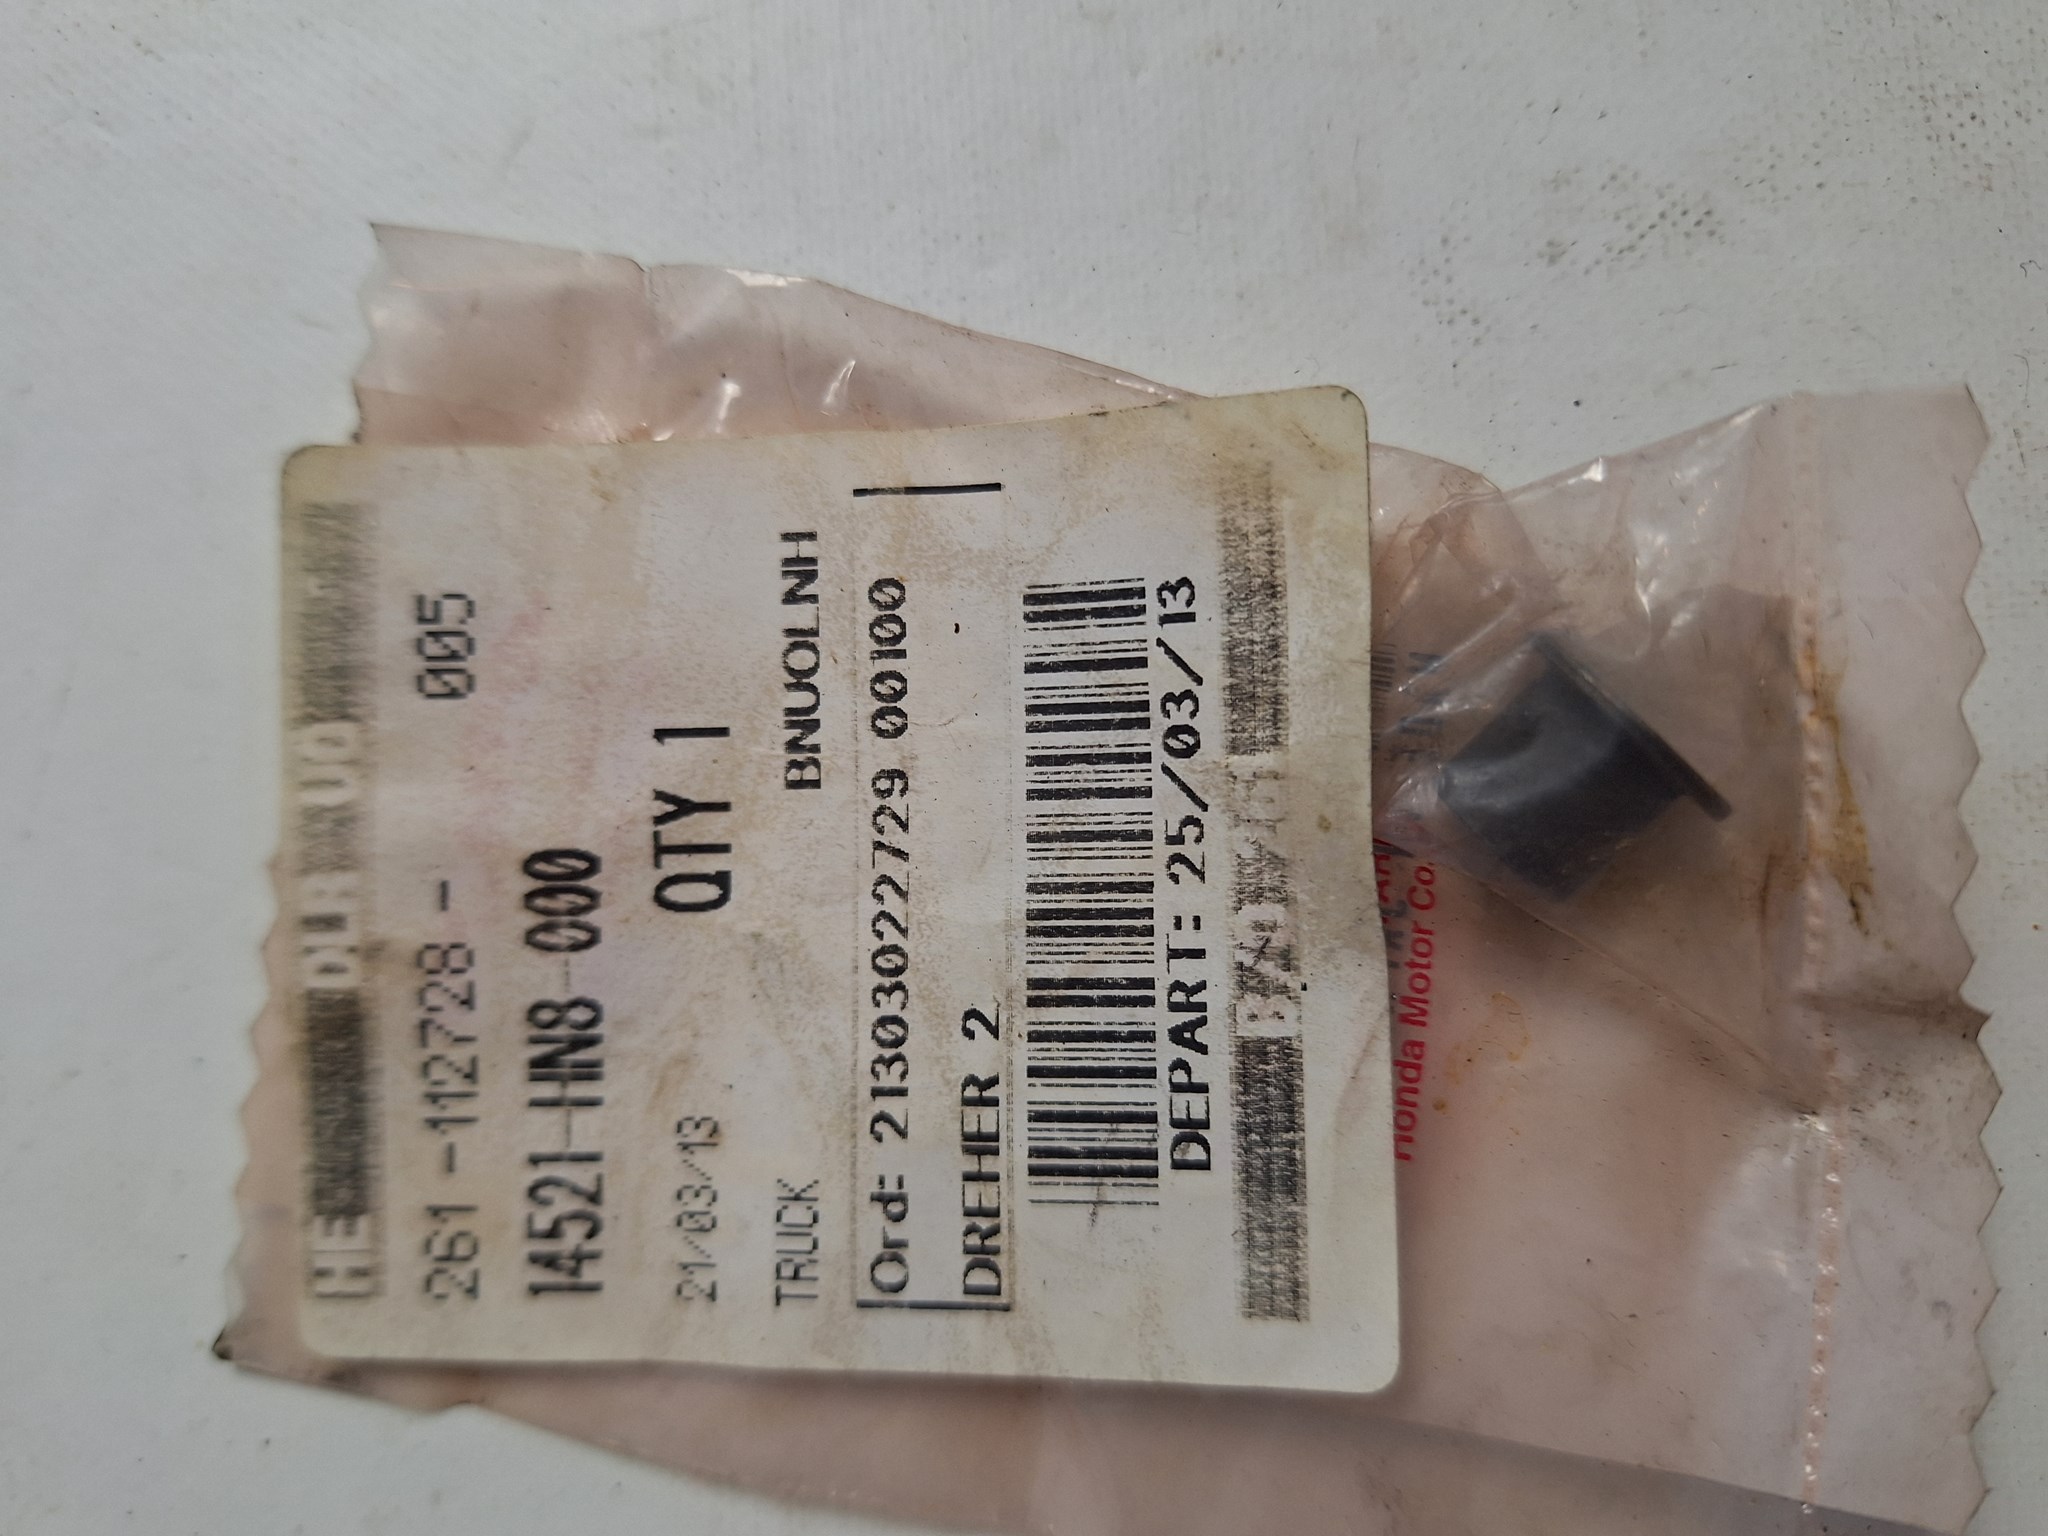 261-112728- 005
14521-HN8-000
QTY 1
21/03/13
TRUCK BNUOLNH
Ord: 21303022729 00100
DREHER 2
DEPART: 25/03/13
Honda Motor Co.